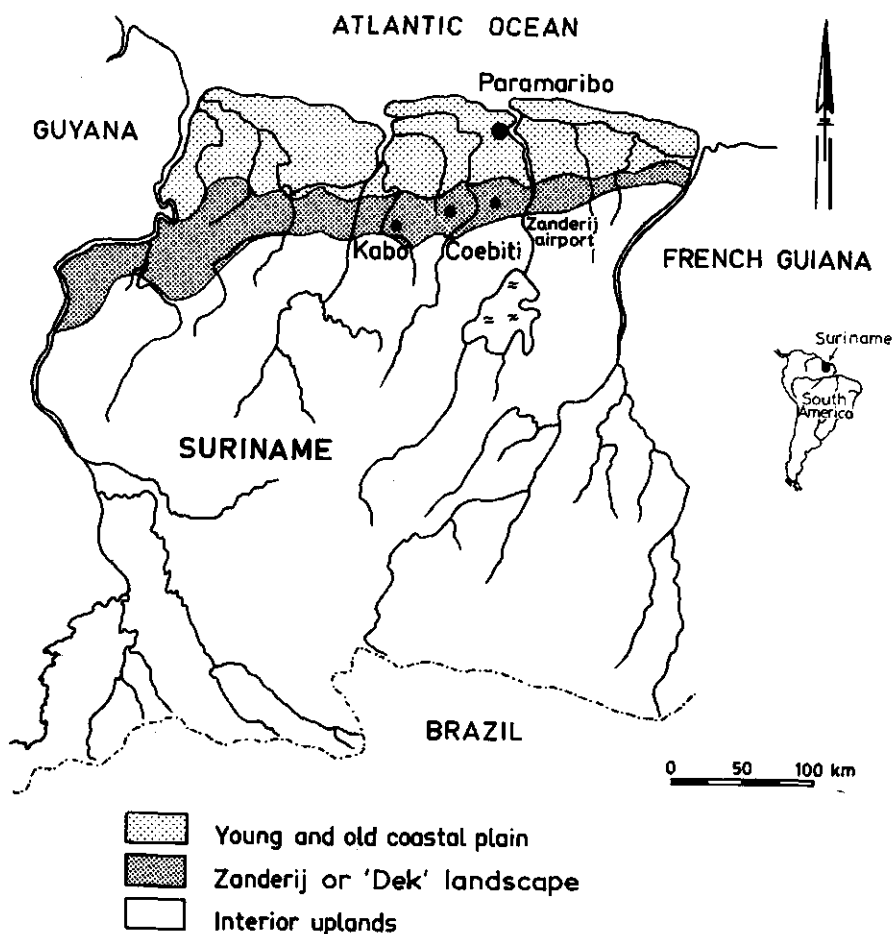 ATLANTIC OCEAN
Paramaribo
GUYANA
Kabo
Coebiti
Zanderij
airport
FRENCH GUIANA
Suriname
South
America
SURINAME
BRAZIL
0 50 100 km
Young and old coastal plain
Zanderij or 'Dek' landscape
Interior uplands